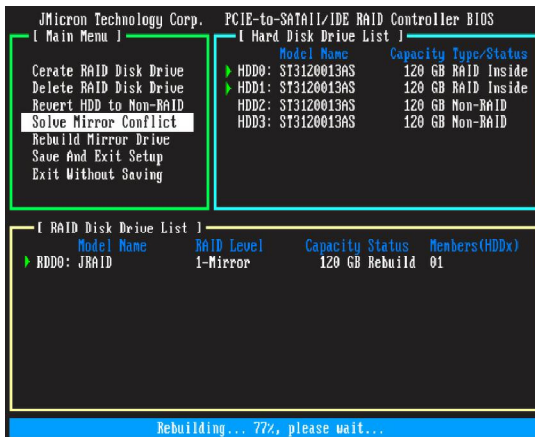 JMicron Technology Corp. PCIE-to-SATAII/IDE RAID Controller BIOS
[ Main Menu ]
Cerate RAID Disk Drive
Delete RAID Disk Drive
Revert HDD to Non-RAID
Solve Mirror Conflict
Rebuild Mirror Drive
Save And Exit Setup
Exit Without Saving
[ Hard Disk Drive List ]
Model Name Capacity Type/Status
HDD0: ST3120013AS 120 GB RAID Inside
HDD1: ST3120013AS 120 GB RAID Inside
HDD2: ST3120013AS 120 GB Non-RAID
HDD3: ST3120013AS 120 GB Non-RAID
[ RAID Disk Drive List ]
Model Name RAID Level Capacity Status Members(HDDx)
RDD0: JRAID 1-Mirror 120 GB Rebuild 01
Rebuilding... 77%, please wait...